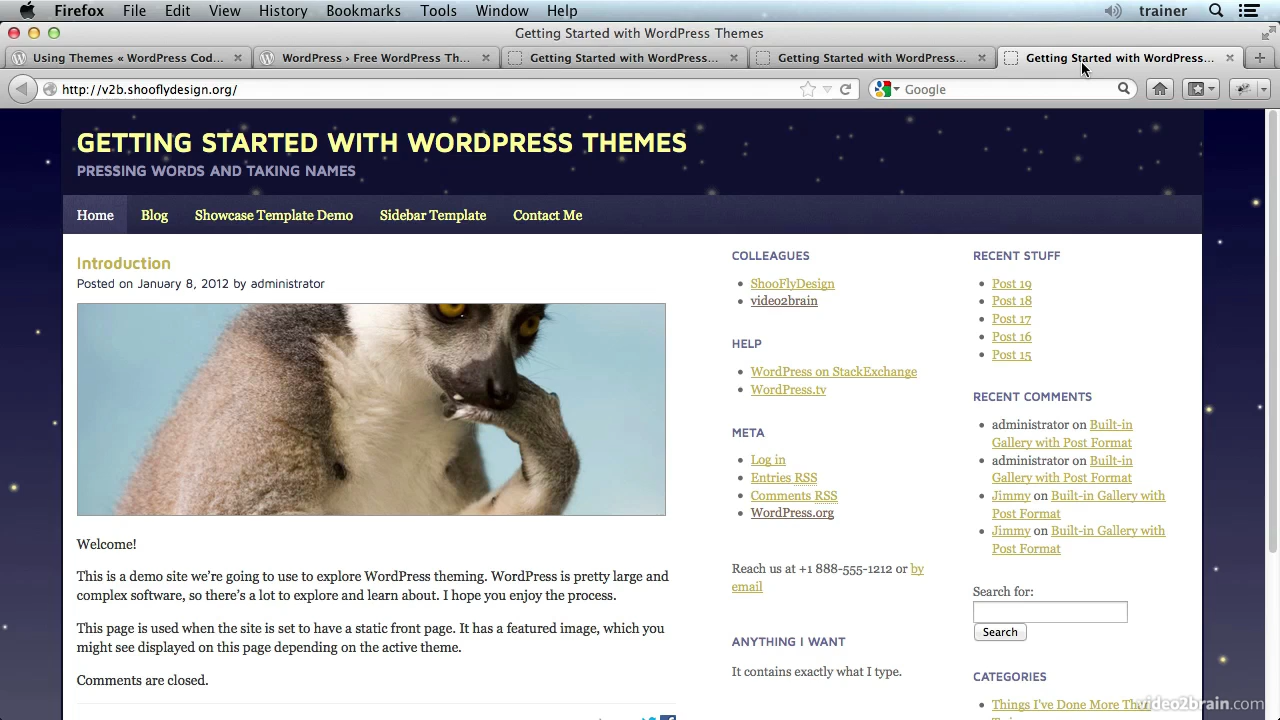 Firefox File Edit View History Bookmarks Tools Window Help trainer
Getting Started with WordPress Themes
Using Themes « WordPress Cod... WordPress › Free WordPress Th... Getting Started with WordPress... Getting Started with WordPress... Getting Started with WordPress...
http://v2b.shooflydesign.org/ Google
GETTING STARTED WITH WORDPRESS THEMES
PRESSING WORDS AND TAKING NAMES
Home Blog Showcase Template Demo Sidebar Template Contact Me
Introduction
Posted on January 8, 2012 by administrator
Welcome!
This is a demo site we’re going to use to explore WordPress theming. WordPress is pretty large and
complex software, so there’s a lot to explore and learn about. I hope you enjoy the process.
This page is used when the site is set to have a static front page. It has a featured image, which you
might see displayed on this page depending on the active theme.
Comments are closed.
COLLEAGUES
ShooFlyDesign
video2brain
HELP
WordPress on StackExchange
WordPress.tv
META
Log in
Entries RSS
Comments RSS
WordPress.org
Reach us at +1 888-555-1212 or by
email
ANYTHING I WANT
It contains exactly what I type.
RECENT STUFF
Post 19
Post 18
Post 17
Post 16
Post 15
RECENT COMMENTS
administrator on Built-in
Gallery with Post Format
administrator on Built-in
Gallery with Post Format
Jimmy on Built-in Gallery with
Post Format
Jimmy on Built-in Gallery with
Post Format
Search for:
Search
CATEGORIES
Things I've Done More
video2brain.com